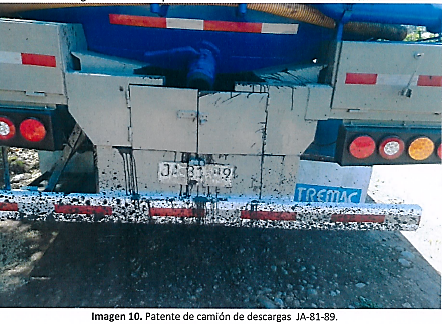 JA·81·89
TREMAC
Imagen 10. Patente de camión de descargas JA-81-89.